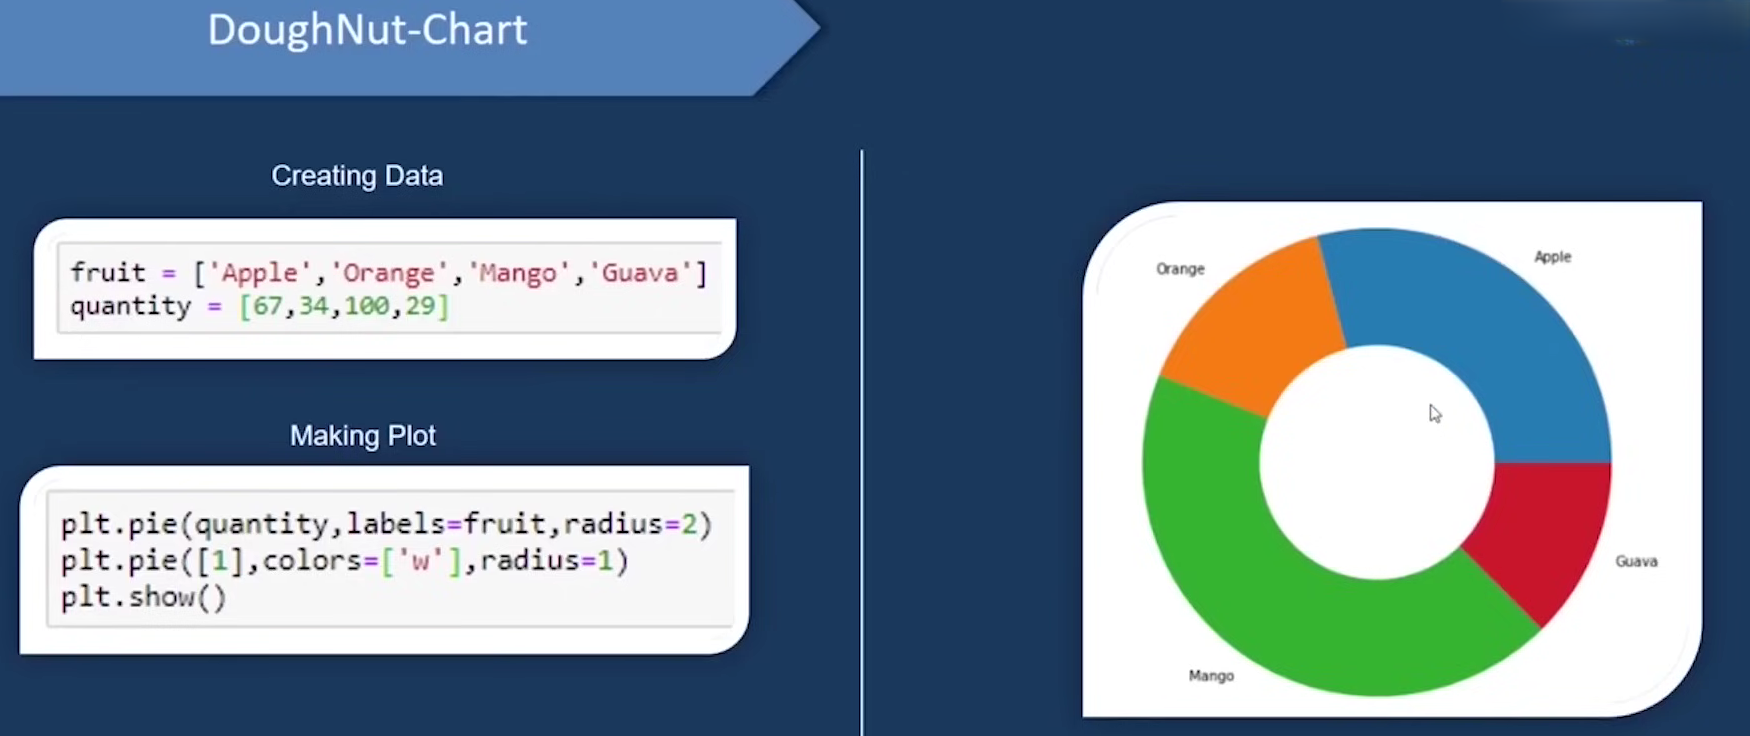 DoughNut-Chart
Creating Data
fruit = ['Apple','Orange','Mango','Guava']
quantity = [67,34,100,29]
Making Plot
plt.pie(quantity,labels=fruit,radius=2)
plt.pie([1],colors=['w'],radius=1)
plt.show()
Apple
Orange
Guava
Mango